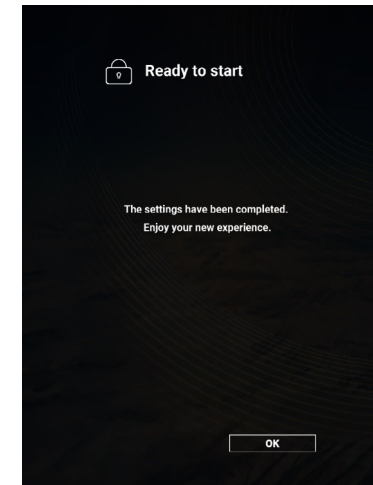 Ready to start
The settings have been completed.
Enjoy your new experience.
OK